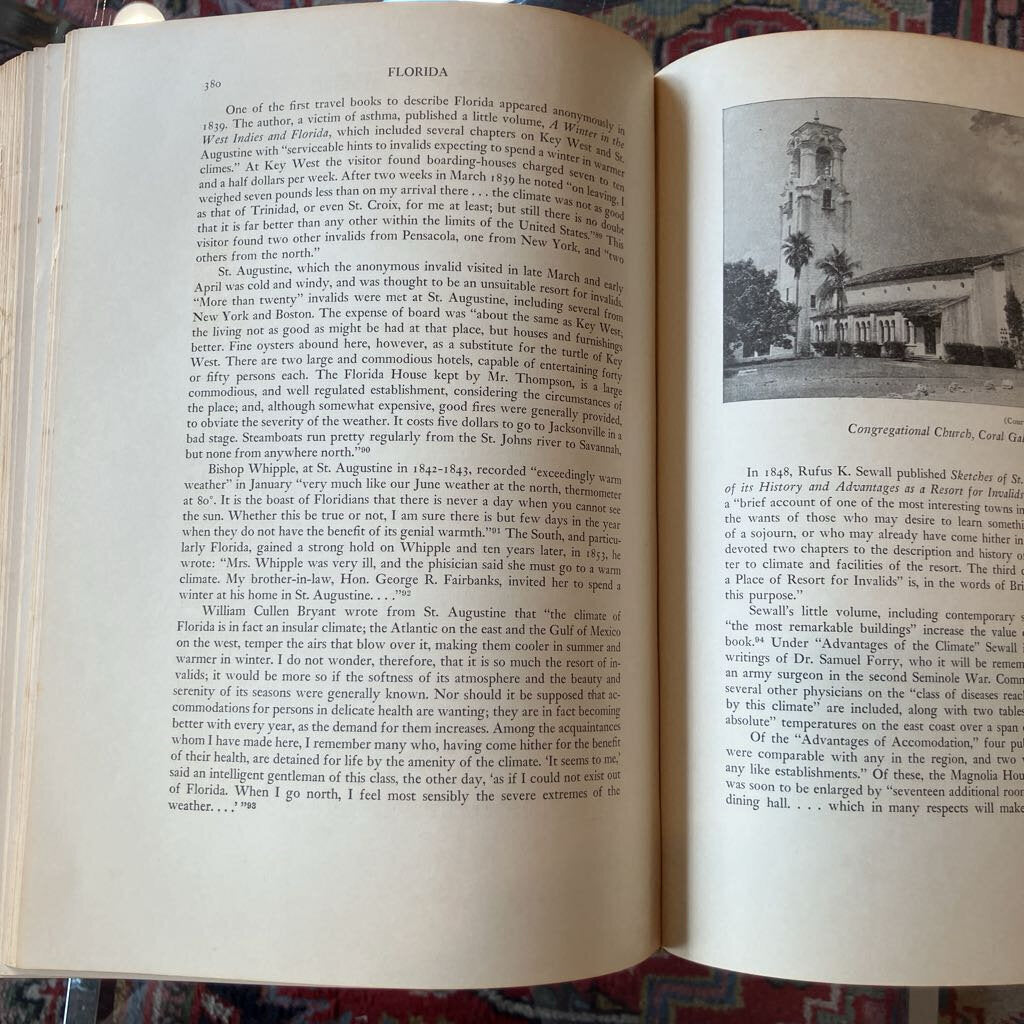 380
FLORIDA
One of the first travel books to describe Florida appeared anonymously in
1839. The author, a victim of asthma, published a little volume, A Winter in the
West Indies and Florida, which included several chapters on Key West and St.
Augustine with “serviceable hints to invalids expecting to spend a winter in warmer
climes.” At Key West the visitor found boarding-houses charged seven to ten
and a half dollars per week. After two weeks in March 1839 he noted “on leaving, I
weighed seven pounds less than on my arrival there . . . the climate was not as good
as that of Trinidad, or even St. Croix, for me at least; but still there is no doubt
that it is far better than any other within the limits of the United States.”89 This
visitor found two other invalids from Pensacola, one from New York, and “two
others from the north.”
St. Augustine, which the anonymous invalid visited in late March and early
April was cold and windy, and was thought to be an unsuitable resort for invalids.
“More than twenty” invalids were met at St. Augustine, including several from
New York and Boston. The expense of board was “about the same as Key West;
the living not as good as might be had at that place, but houses and furnishings
better. Fine oysters abound here, however, as a substitute for the turtle of Key
West. There are two large and commodious hotels, capable of entertaining forty
or fifty persons each. The Florida House kept by Mr. Thompson, is a large
commodious, and well regulated establishment, considering the circumstances of
the place; and, although somewhat expensive, good fires were generally provided,
to obviate the severity of the weather. It costs five dollars to go to Jacksonville in a
bad stage. Steamboats run pretty regularly from the St. Johns river to Savannah,
but none from anywhere north.”90
Bishop Whipple, at St. Augustine in 1842-1843, recorded “exceedingly warm
weather” in January “very much like our June weather at the north, thermometer
at 80°. It is the boast of Floridians that there is never a day when you cannot see
the sun. Whether this be true or not, I am sure there is but few days in the year
when they do not have the benefit of its genial warmth.”91 The South, and particu-
larly Florida, gained a strong hold on Whipple and ten years later, in 1853, he
wrote: “Mrs. Whipple was very ill, and the phisician said she must go to a warm
climate. My brother-in-law, Hon. George R. Fairbanks, invited her to spend a
winter at his home in St. Augustine. . . .”92
William Cullen Bryant wrote from St. Augustine that “the climate of
Florida is in fact an insular climate; the Atlantic on the east and the Gulf of Mexico
on the west, temper the airs that blow over it, making them cooler in summer and
warmer in winter. I do not wonder, therefore, that it is so much the resort of in-
valids; it would be more so if the softness of its atmosphere and the beauty and
serenity of its seasons were generally known. Nor should it be supposed that ac-
commodations for persons in delicate health are wanting; they are in fact becoming
better with every year, as the demand for them increases. Among the acquaintances
whom I have made here, I remember many who, having come hither for the benefit
of their health, are detained for life by the amenity of the climate. ‘It seems to me,’
said an intelligent gentleman of this class, the other day, ‘as if I could not exist out
of Florida. When I go north, I feel most sensibly the severe extremes of the
weather. . . .’ ”93
(Cour
Congregational Church, Coral Ga
In 1848, Rufus K. Sewall published Sketches of St.
of its History and Advantages as a Resort for Invalids
a “brief account of one of the most interesting towns in
the wants of those who may desire to learn somethi
of a sojourn, or who may already have come hither in
devoted two chapters to the description and history o
ter to climate and facilities of the resort. The third
a Place of Resort for Invalids” is, in the words of Bri
this purpose.”
Sewall’s little volume, including contemporary s
“the most remarkable buildings” increase the value
book.94 Under “Advantages of the Climate” Sewall
writings of Dr. Samuel Forry, who it will be remem
an army surgeon in the second Seminole War. Comm
several other physicians on the “class of diseases reac
by this climate” are included, along with two tables
absolute” temperatures on the east coast over a span
Of the “Advantages of Accomodation,” four pu
were comparable with any in the region, and two
any like establishments.” Of these, the Magnolia Hou
was soon to be enlarged by “seventeen additional room
dining hall. . . . which in many respects will make